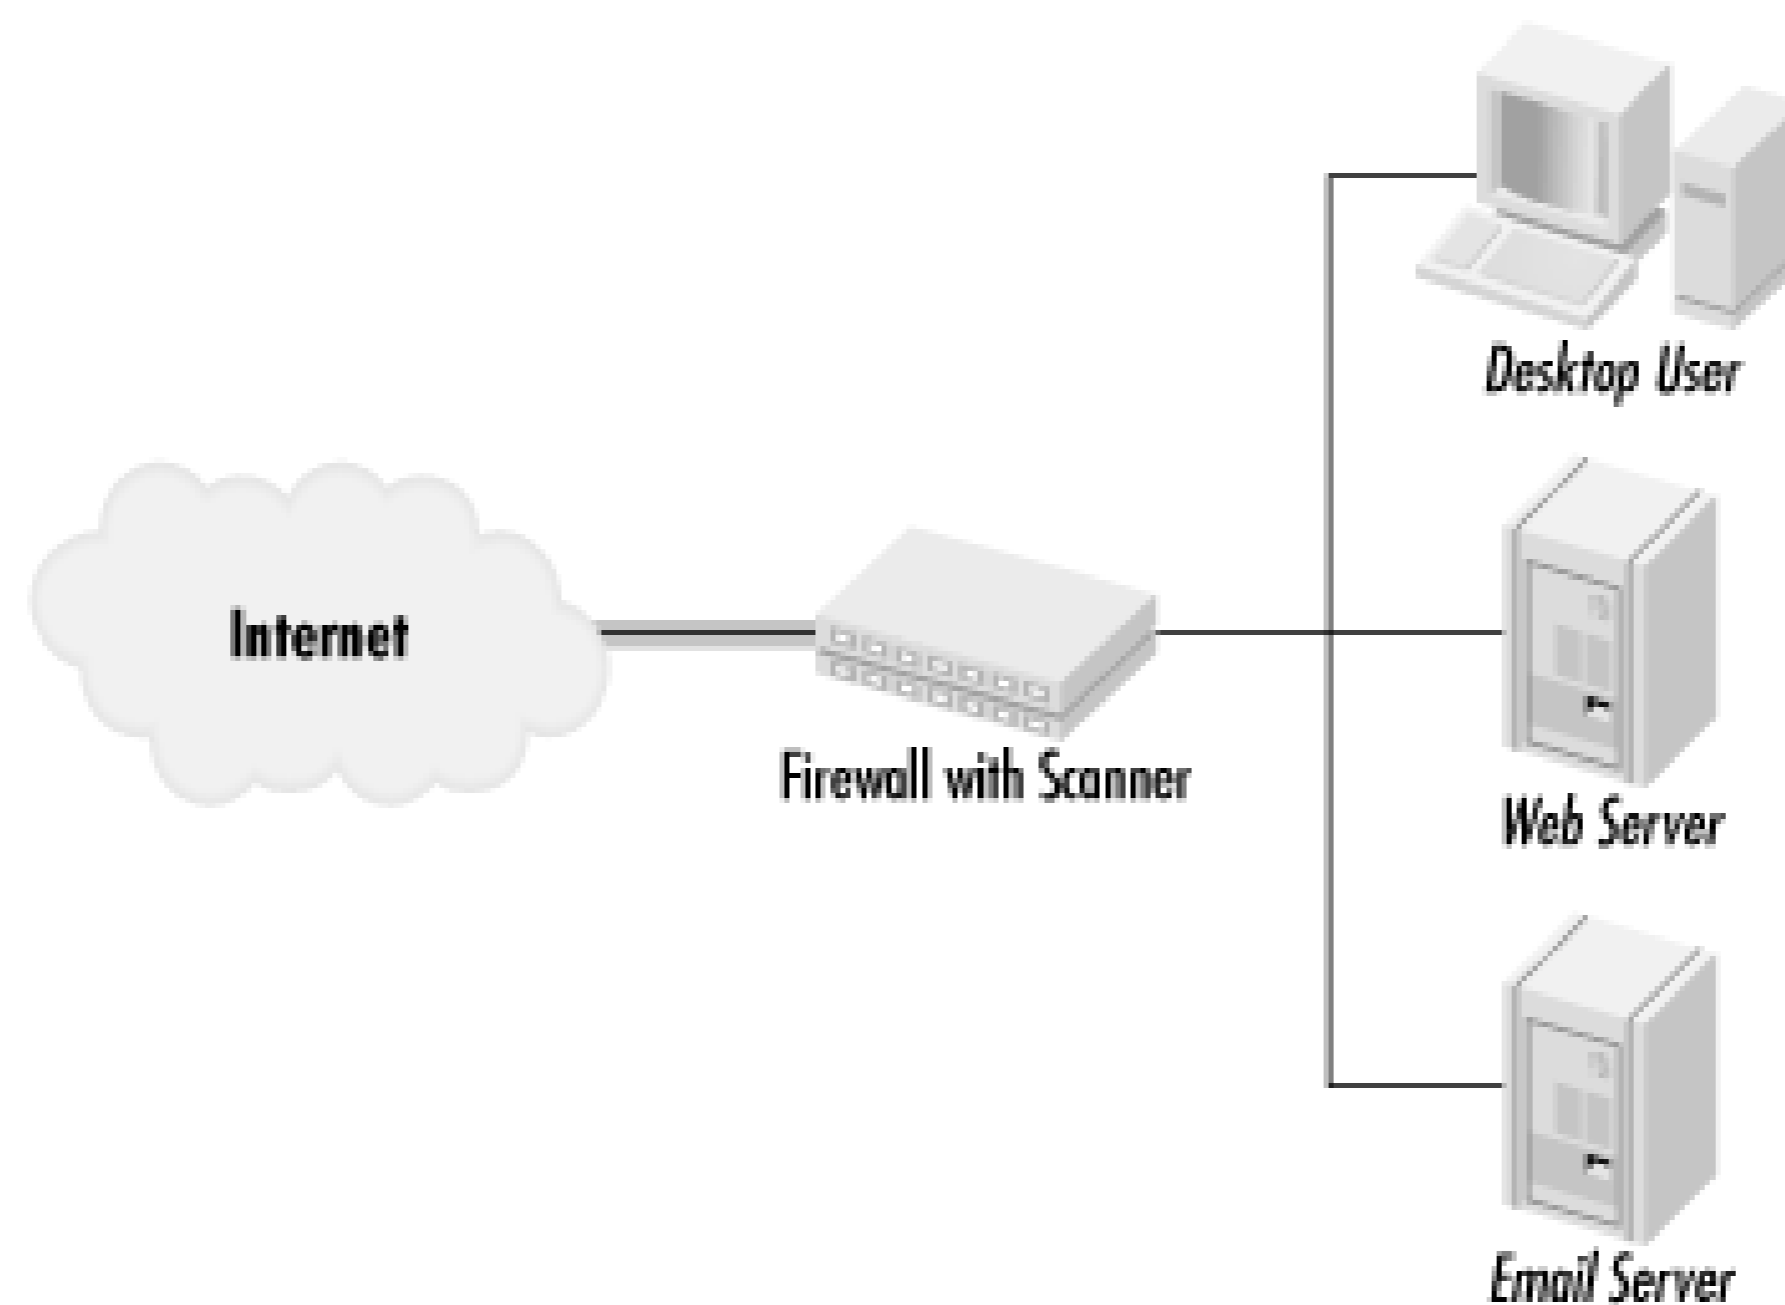 Desktop User
Internet
Firewall with Scanner
Web Server
Email Server